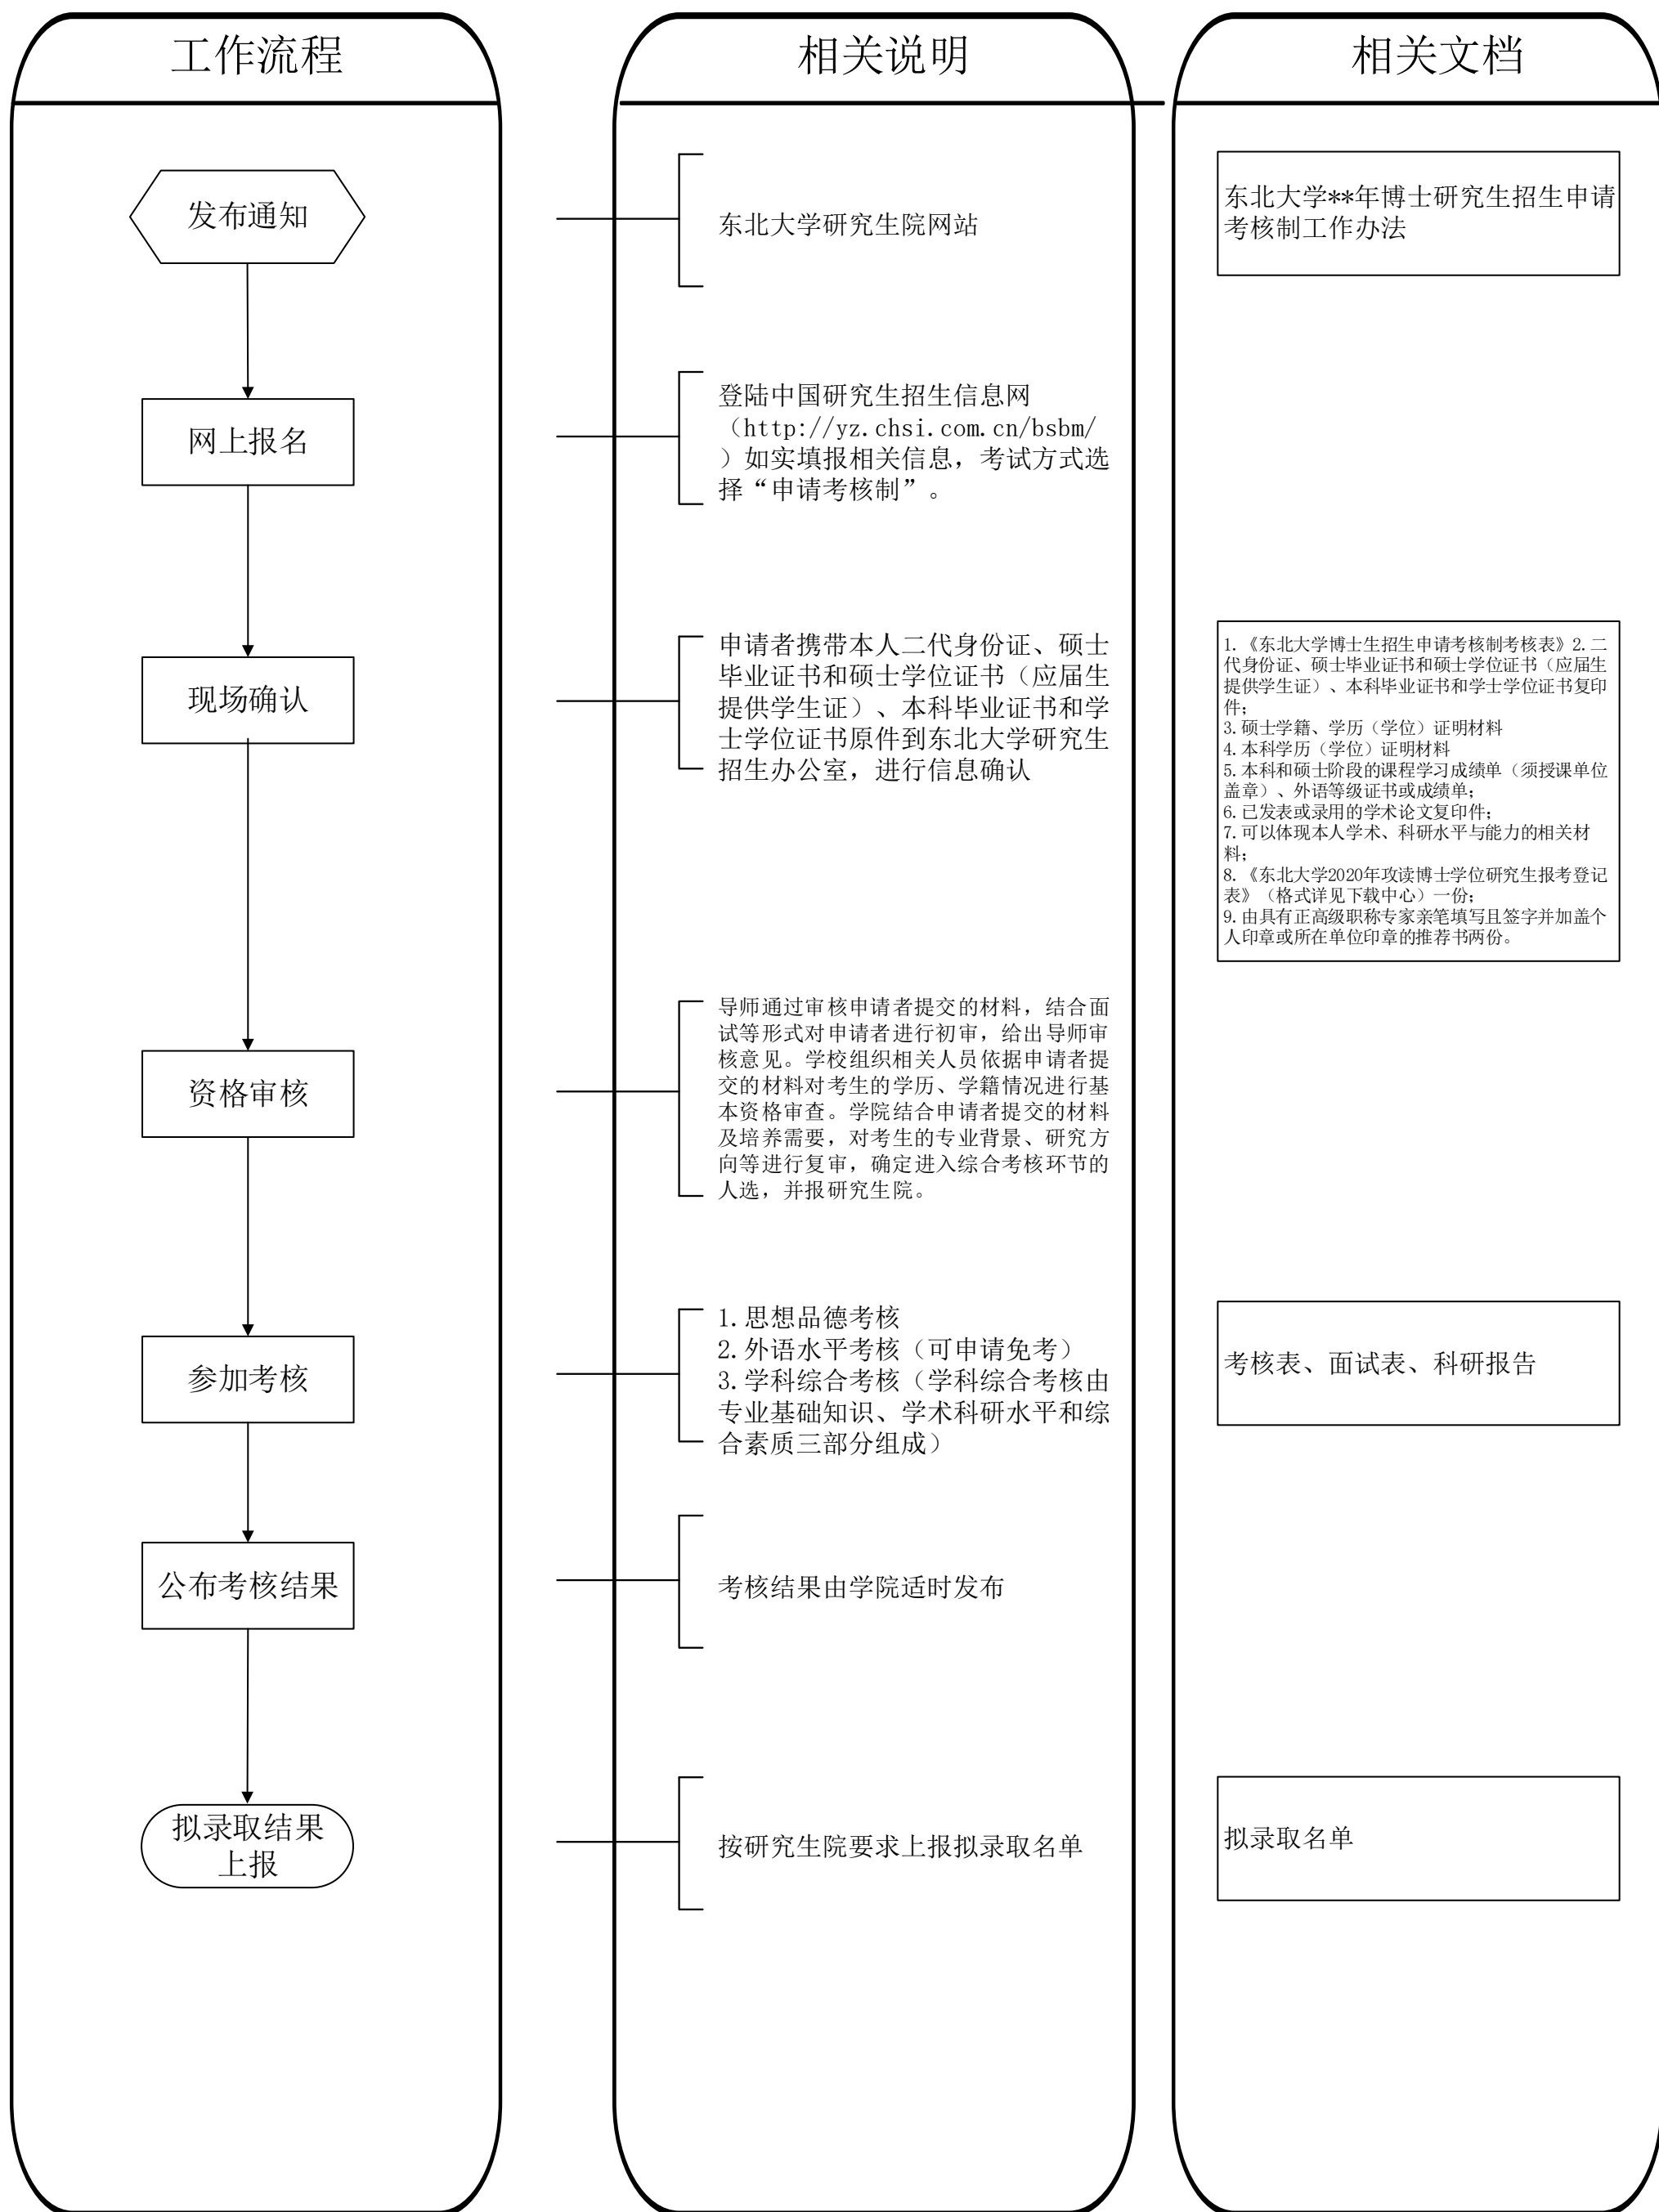 工作流程
相关说明
相关文档
发布通知
东北大学研究生院网站
东北大学**年博士研究生招生申请
考核制工作办法
网上报名
登陆中国研究生招生信息网
（http://yz.chsi.com.cn/bsbm/
）如实填报相关信息，考试方式选
择“申请考核制”。
现场确认
申请者携带本人二代身份证、硕士
毕业证书和硕士学位证书（应届生
提供学生证）、本科毕业证书和学
士学位证书原件到东北大学研究生
招生办公室，进行信息确认
1.《东北大学博士生招生申请考核制考核表》2.二
代身份证、硕士毕业证书和硕士学位证书（应届生
提供学生证）、本科毕业证书和学士学位证书复印
件；
3.硕士学籍、学历（学位）证明材料
4.本科学历（学位）证明材料
5.本科和硕士阶段的课程学习成绩单（须授课单位
盖章）、外语等级证书或成绩单；
6.已发表或录用的学术论文复印件；
7.可以体现本人学术、科研水平与能力的相关材
料；
8.《东北大学2020年攻读博士学位研究生报考登记
表》（格式详见下载中心）一份；
9.由具有正高级职称专家亲笔填写且签字并加盖个
人印章或所在单位印章的推荐书两份。
资格审核
导师通过审核申请者提交的材料，结合面
试等形式对申请者进行初审，给出导师审
核意见。学校组织相关人员依据申请者提
交的材料对考生的学历、学籍情况进行基
本资格审查。学院结合申请者提交的材料
及培养需要，对考生的专业背景、研究方
向等进行复审，确定进入综合考核环节的
人选，并报研究生院。
参加考核
1.思想品德考核
2.外语水平考核（可申请免考）
3.学科综合考核（学科综合考核由
专业基础知识、学术科研水平和综
合素质三部分组成）
考核表、面试表、科研报告
公布考核结果
考核结果由学院适时发布
拟录取结果
上报
按研究生院要求上报拟录取名单
拟录取名单